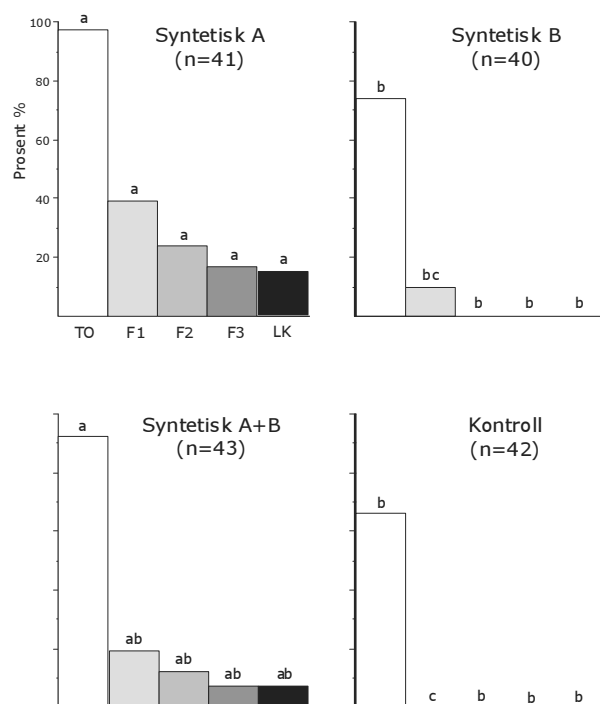 Syntetisk A
(n=41)
a
a
a
a
a
Prosent %
100
80
60
40
20
TO F1 F2 F3 LK
Syntetisk B
(n=40)
b
bc
b b b
Syntetisk A+B
(n=43)
a
ab
ab
ab ab
Kontroll
(n=42)
b
c b b b